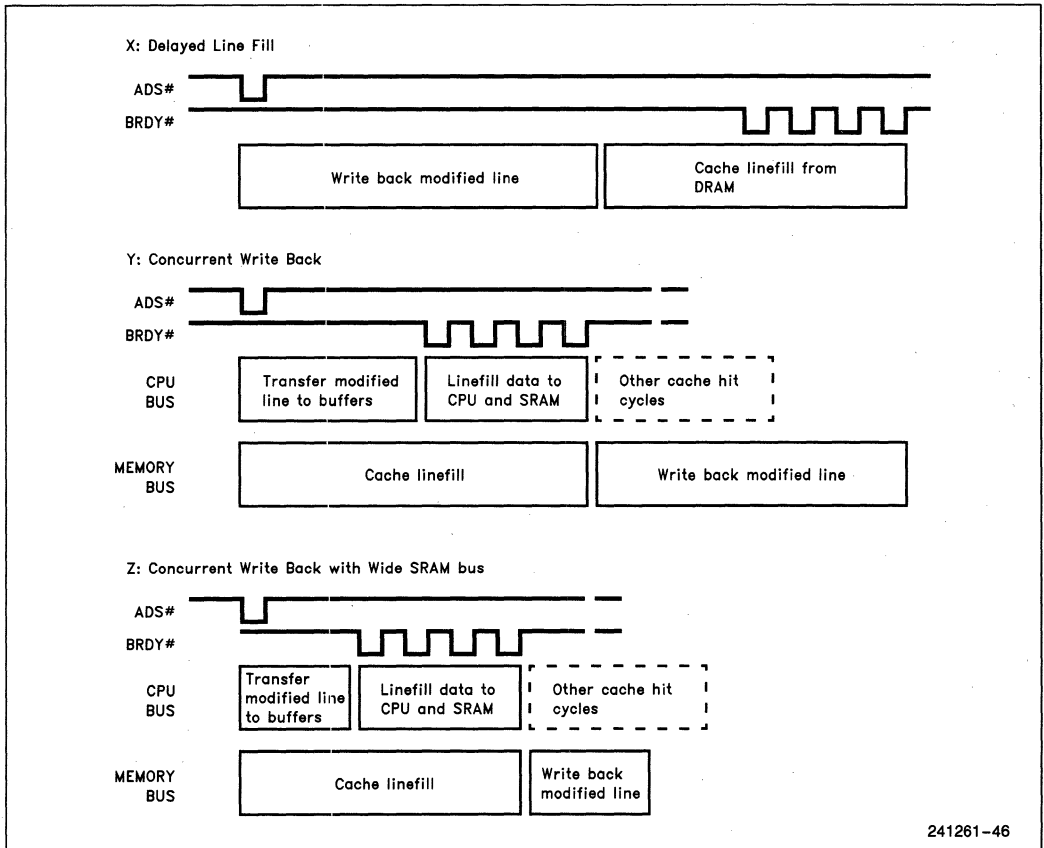 X: Delayed Line Fill
ADS#
BRDY#
Write back modified line
Cache linefill from
DRAM
Y: Concurrent Write Back
ADS#
BRDY#
CPU
BUS
Transfer modified
line to buffers
Linefill data to
CPU and SRAM
Other cache hit
cycles
MEMORY
BUS
Cache linefill
Write back modified line
Z: Concurrent Write Back with Wide SRAM bus
ADS#
BRDY#
CPU
BUS
Transfer
modified line
to buffers
Linefill data to
CPU and SRAM
Other cache hit
cycles
MEMORY
BUS
Cache linefill
Write back
modified line
241261-46